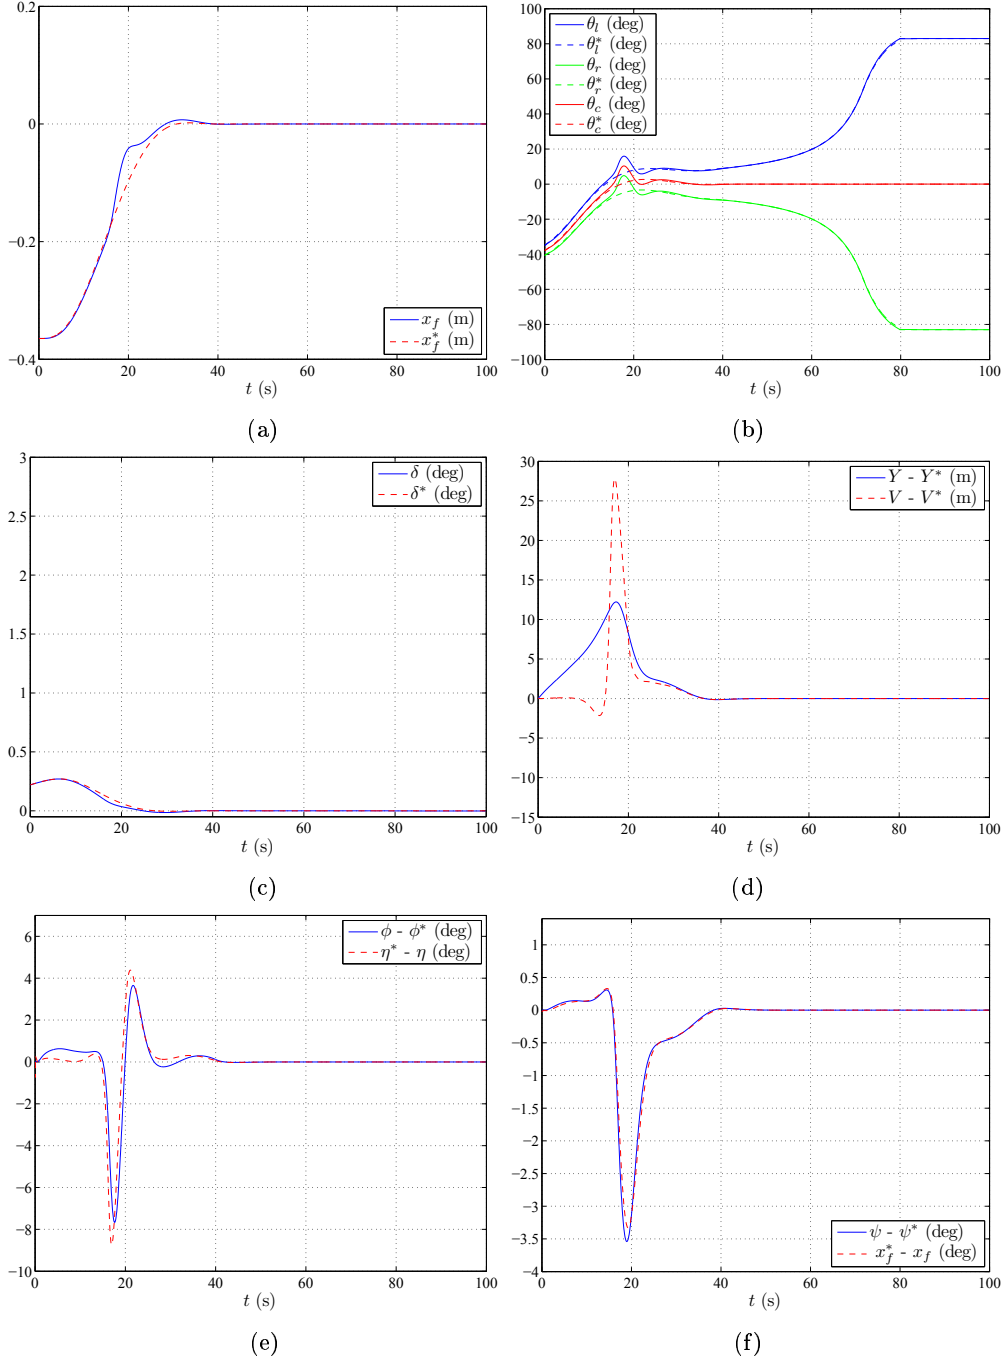 0.2
0
−0.2
−0.4
0 20 40 60 80 100
t (s)
x_f (m)
x_f^* (m)
(a)
100
80
60
40
20
0
−20
−40
−60
−80
−100
0 20 40 60 80 100
t (s)
θ_l (deg)
θ_l^* (deg)
θ_r (deg)
θ_r^* (deg)
θ_c (deg)
θ_c^* (deg)
(b)
3
2.5
2
1.5
1
0.5
0
0 20 40 60 80 100
t (s)
δ (deg)
δ^* (deg)
(c)
30
25
20
15
10
5
0
−5
−10
−15
0 20 40 60 80 100
t (s)
Y - Y^* (m)
V - V^* (m)
(d)
6
4
2
0
−2
−4
−6
−8
−10
0 20 40 60 80 100
t (s)
ϕ - ϕ^* (deg)
η^* - η (deg)
(e)
1
0.5
0
−0.5
−1
−1.5
−2
−2.5
−3
−3.5
−4
0 20 40 60 80 100
t (s)
ψ - ψ^* (deg)
x_f^* - x_f (deg)
(f)